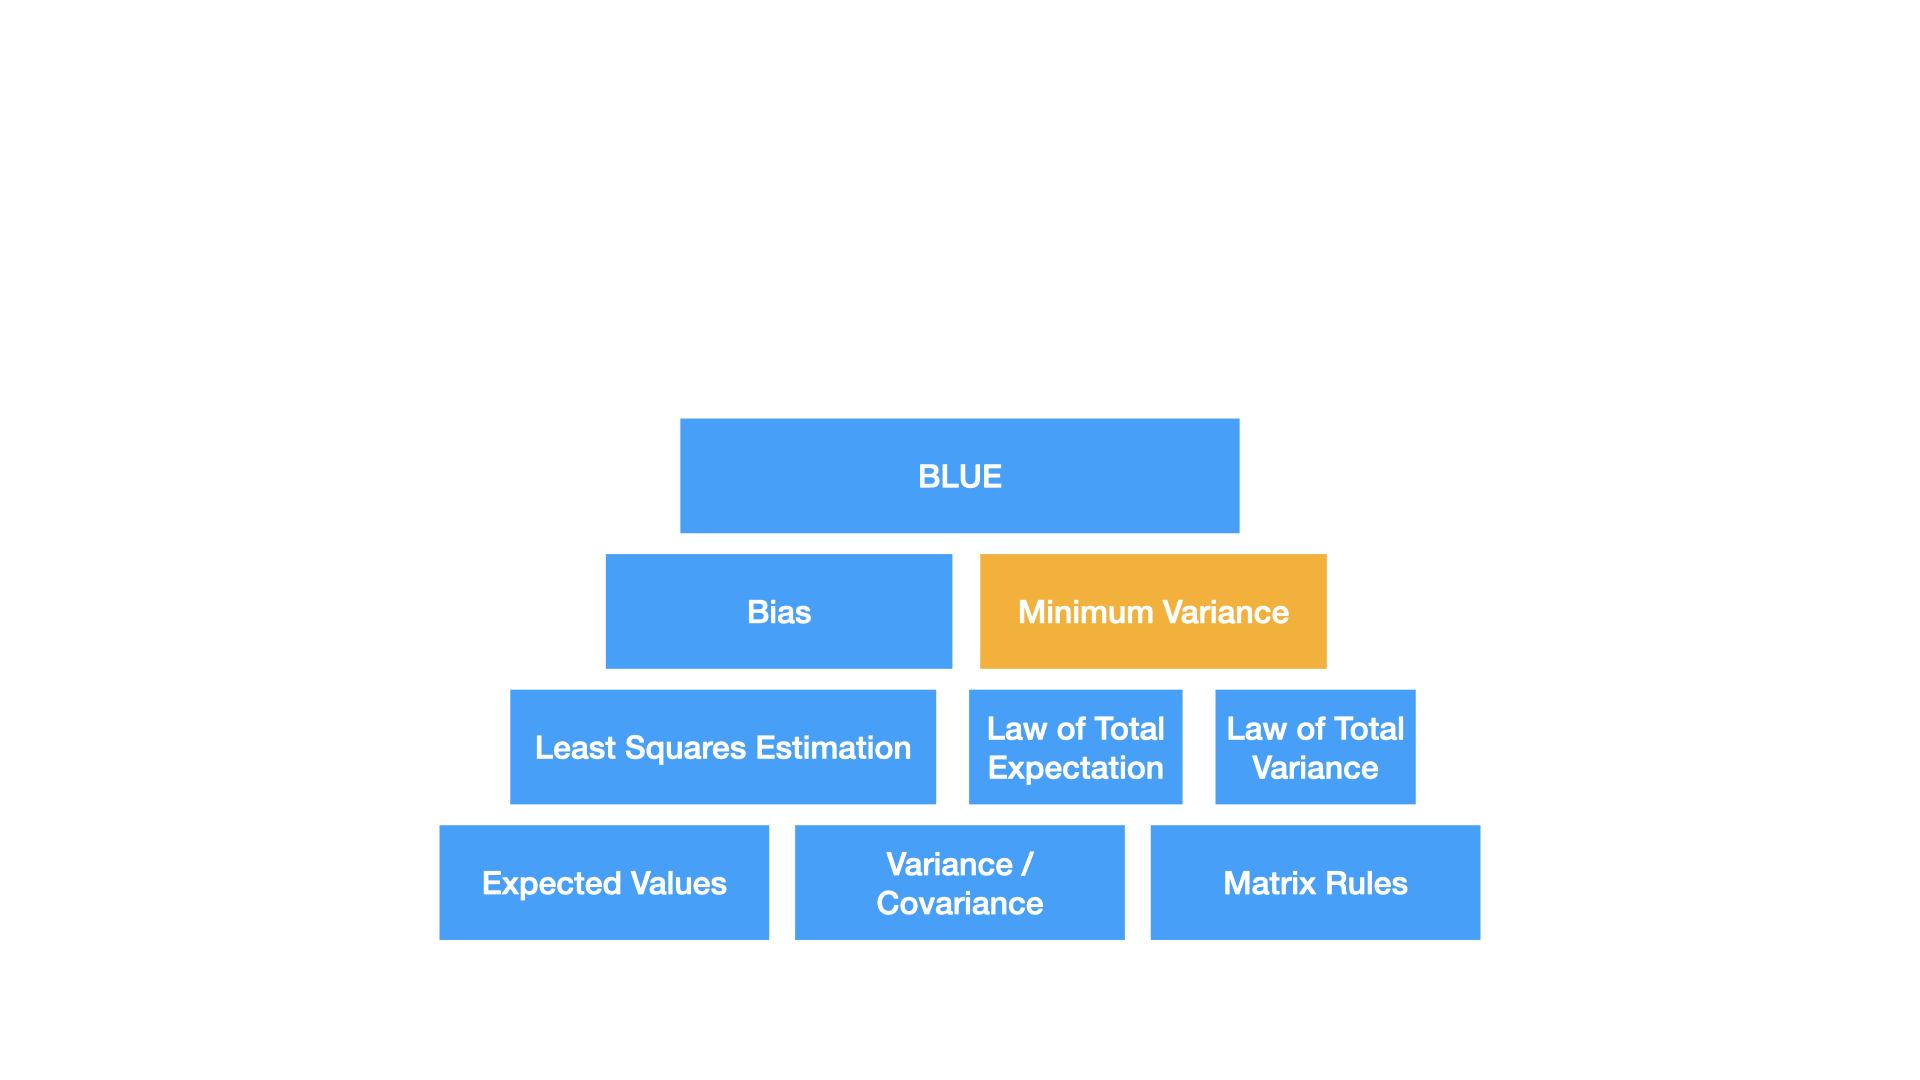 BLUE
Bias
Minimum Variance
Least Squares Estimation
Law of Total
Expectation
Law of Total
Variance
Expected Values
Variance /
Covariance
Matrix Rules